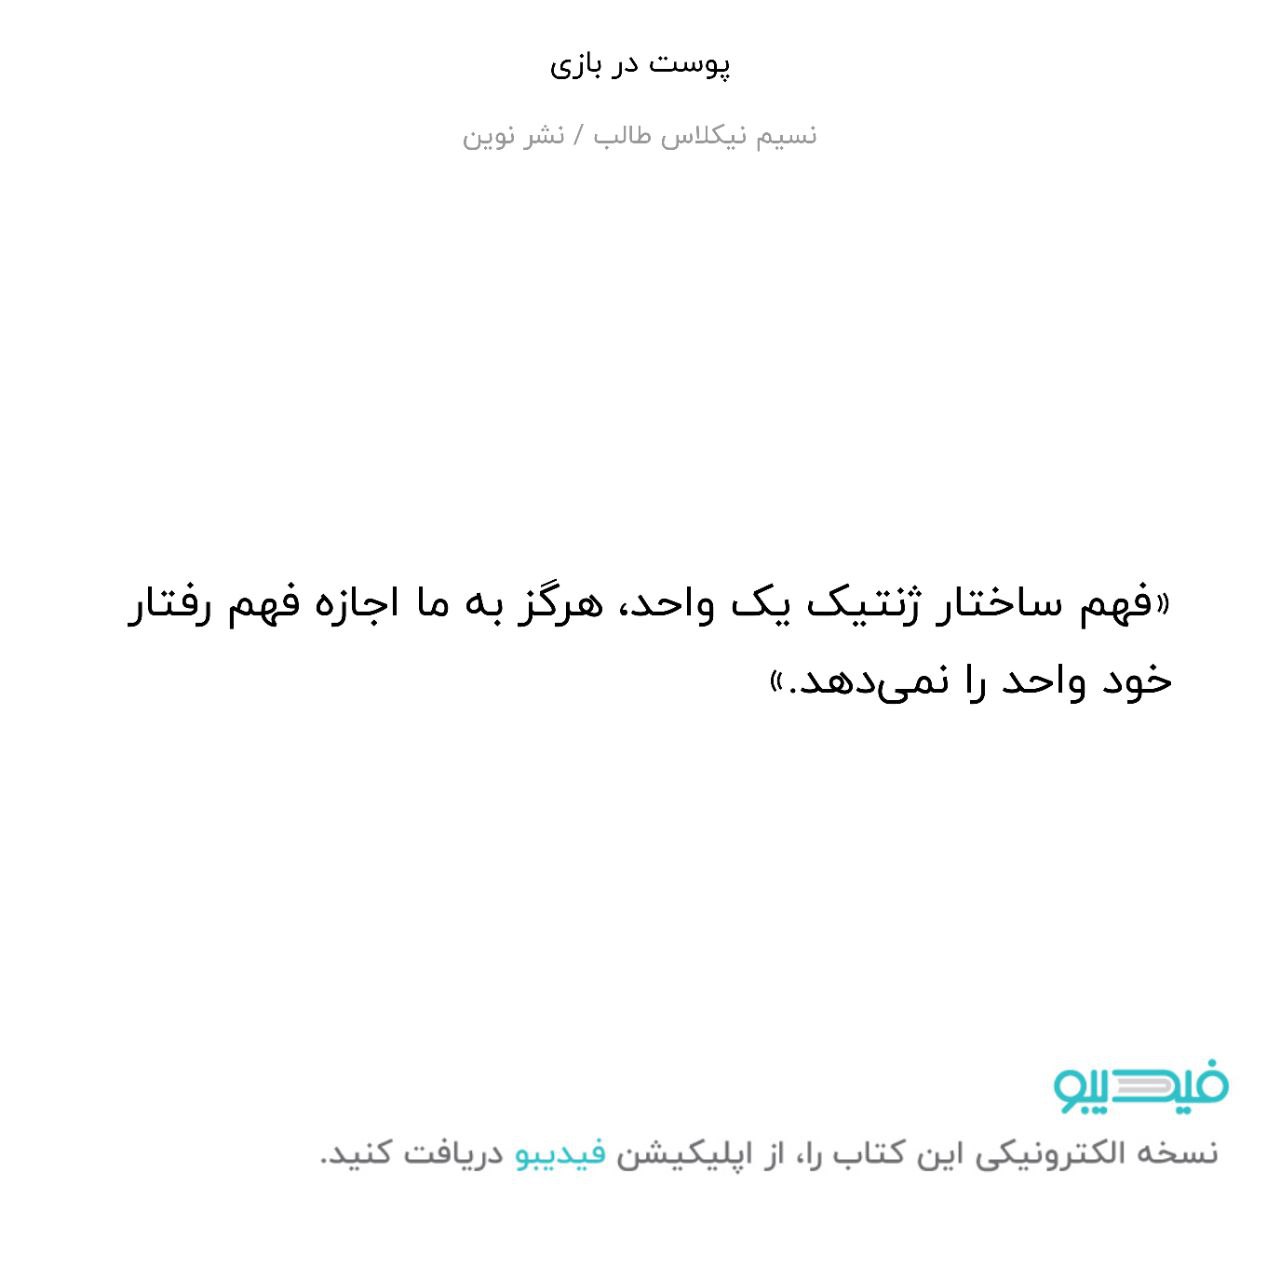 پوست در بازی
نسیم نیکلاس طالب / نشر نوین
«فهم ساختار ژنتیک یک واحد، هرگز به ما اجازه فهم رفتار
خود واحد را نمی‌دهد.»
فیدیبو
نسخه الکترونیکی این کتاب را، از اپلیکیشن فیدیبو دریافت کنید.